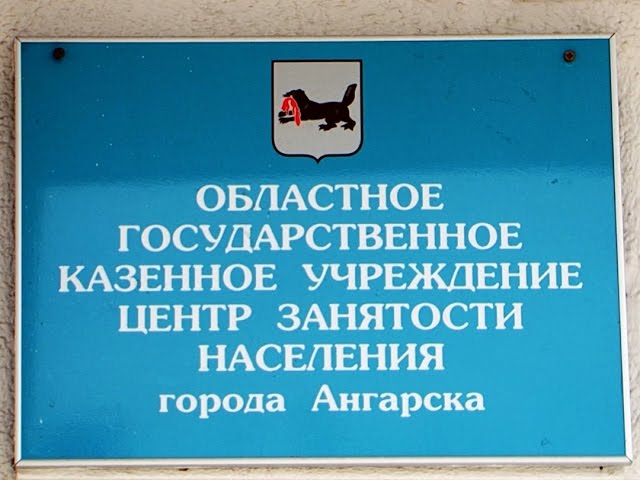 ОБЛАСТНОЕ
ГОСУДАРСТВЕННОЕ
КАЗЕННОЕ УЧРЕЖДЕНИЕ
ЦЕНТР ЗАНЯТОСТИ
НАСЕЛЕНИЯ
города Ангарска